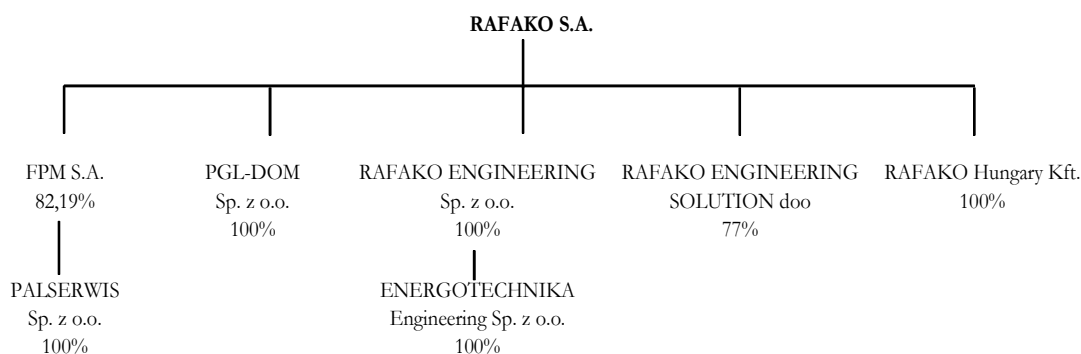 RAFAKO S.A.
FPM S.A.
82,19%
PGL-DOM
Sp. z o.o.
100%
RAFAKO ENGINEERING
Sp. z o.o.
100%
RAFAKO ENGINEERING
SOLUTION doo
77%
RAFAKO Hungary Kft.
100%
PALSERWIS
Sp. z o.o.
100%
ENERGOTECHNIKA
Engineering Sp. z o.o.
100%